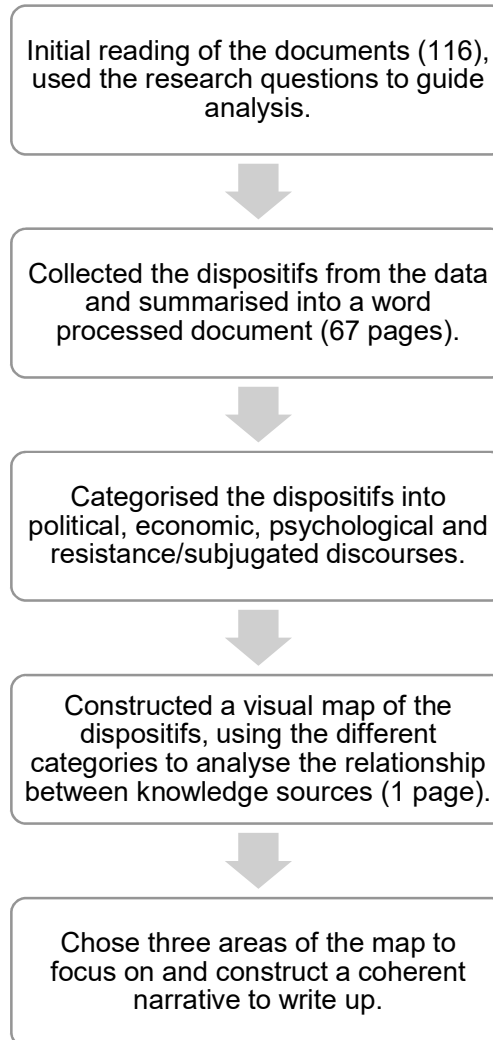 Initial reading of the documents (116),
used the research questions to guide
analysis.
Collected the dispositifs from the data
and summarised into a word
processed document (67 pages).
Categorised the dispositifs into
political, economic, psychological and
resistance/subjugated discourses.
Constructed a visual map of the
dispositifs, using the different
categories to analyse the relationship
between knowledge sources (1 page).
Chose three areas of the map to
focus on and construct a coherent
narrative to write up.